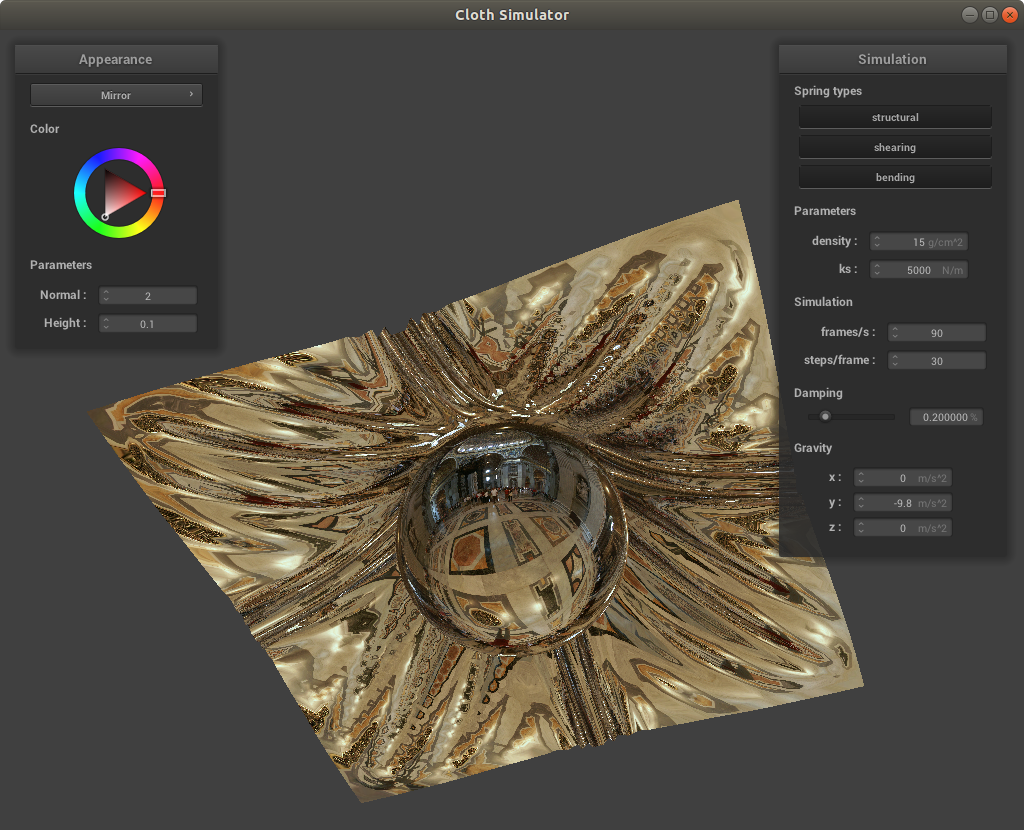 Cloth Simulator
Appearance
Mirror
Color
Parameters
Normal : 2
Height : 0.1
Simulation
Spring types
structural
shearing
bending
Parameters
density : 15 g/cm^2
ks : 5000 N/m
Simulation
frames/s : 90
steps/frame : 30
Damping
0.200000 %
Gravity
x : 0 m/s^2
y : -9.8 m/s^2
z : 0 m/s^2